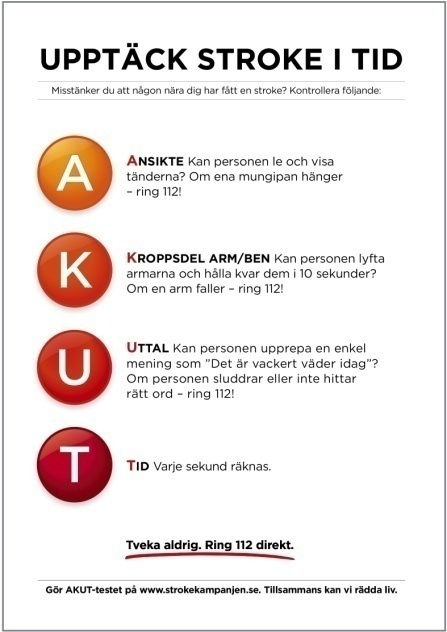 UPPTÄCK STROKE I TID
Misstänker du att någon nära dig har fått en stroke? Kontrollera följande:
A
ANSIKTE Kan personen le och visa
tänderna? Om ena mungipan hänger
– ring 112!
K
KROPPSDEL ARM/BEN Kan personen lyfta
armarna och hålla kvar dem i 10 sekunder?
Om en arm faller – ring 112!
U
UTTAL Kan personen upprepa en enkel
mening som ”Det är vackert väder idag”?
Om personen sluddrar eller inte hittar
rätt ord – ring 112!
T
TID Varje sekund räknas.
Tveka aldrig. Ring 112 direkt.
Gör AKUT-testet på www.strokekampanjen.se. Tillsammans kan vi rädda liv.